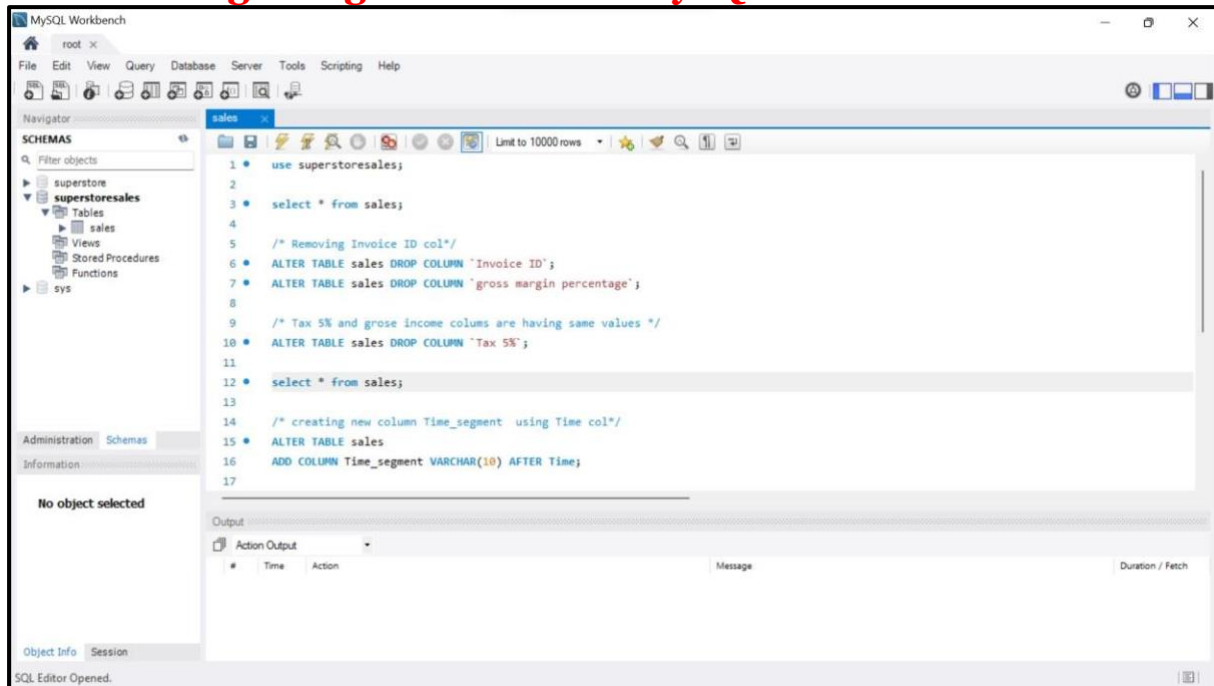 MySQL Workbench
root
File Edit View Query Database Server Tools Scripting Help
Navigator
SCHEMAS
Filter objects
superstore
superstoresales
Tables
sales
Views
Stored Procedures
Functions
sys
Administration Schemas
Information
No object selected
Object Info Session
sales
Limit to 10000 rows
1 use superstoresales;
2
3 select * from sales;
4
5 /* Removing Invoice ID col*/
6 ALTER TABLE sales DROP COLUMN `Invoice ID`;
7 ALTER TABLE sales DROP COLUMN `gross margin percentage`;
8
9 /* Tax 5% and grose income colums are having same values */
10 ALTER TABLE sales DROP COLUMN `Tax 5%`;
11
12 select * from sales;
13
14 /* creating new column Time_segment using Time col*/
15 ALTER TABLE sales
16 ADD COLUMN Time_segment VARCHAR(10) AFTER Time;
17
Output
Action Output
# Time Action Message Duration / Fetch
SQL Editor Opened.